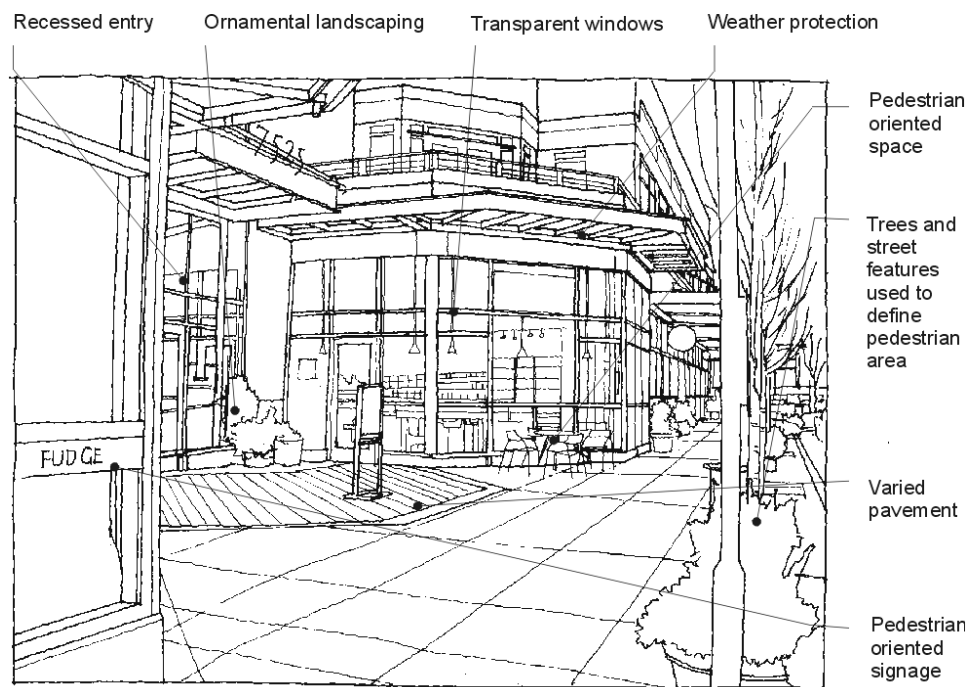 Recessed entry
Ornamental landscaping
Transparent windows
Weather protection
Pedestrian
oriented
space
7525
Trees and
street
features
used to
define
pedestrian
area
FUDGE
Varied
pavement
Pedestrian
oriented
signage